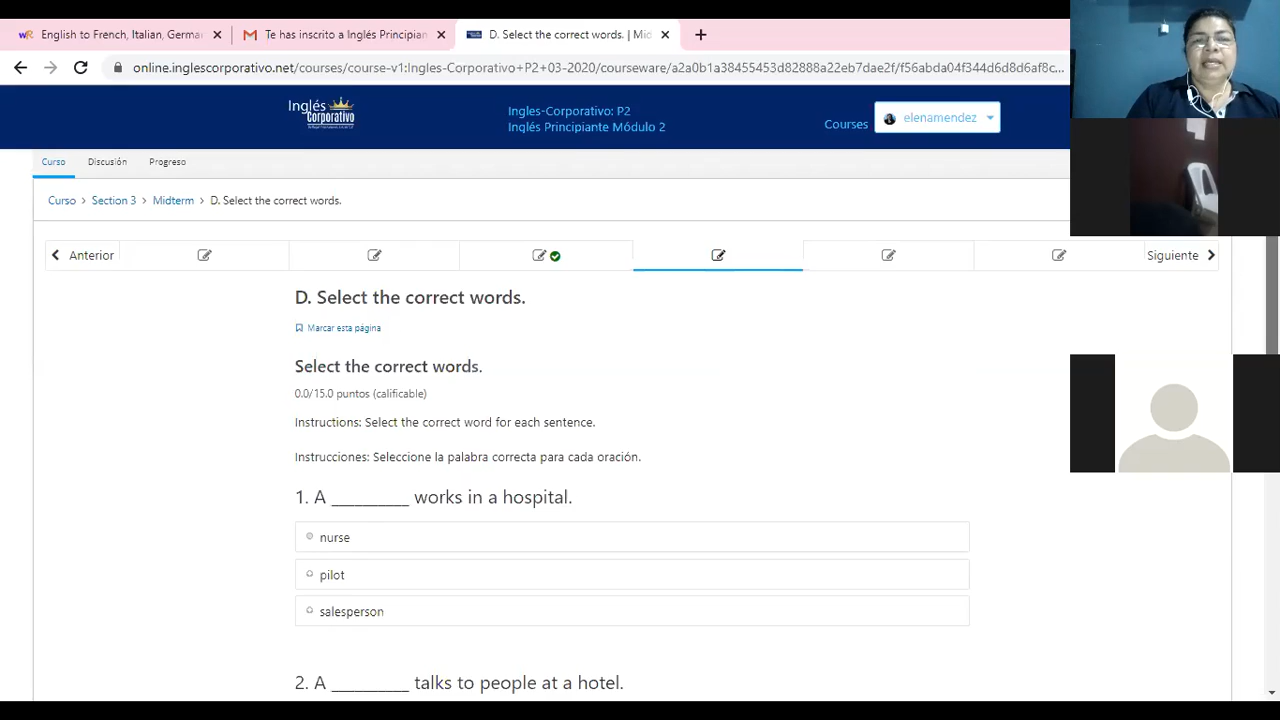 English to French, Italian, Germa
Te has inscrito a Inglés Principian
D. Select the correct words. | Mid
online.inglescorporativo.net/courses/course-v1:Ingles-Corporativo+P2+03-2020/courseware/a2a0b1a38455453d82888a22eb7dae2f/f56abda04f344d6d8d6af8c...
Inglés
Corporativo
Ingles-Corporativo: P2
Inglés Principiante Módulo 2
Courses
elenamendez
Curso
Discusión
Progreso
Curso > Section 3 > Midterm > D. Select the correct words.
Anterior
Siguiente
D. Select the correct words.
Marcar esta página
Select the correct words.
0.0/15.0 puntos (calificable)
Instructions: Select the correct word for each sentence.
Instrucciones: Seleccione la palabra correcta para cada oración.
1. A _________ works in a hospital.
nurse
pilot
salesperson
2. A _________ talks to people at a hotel.